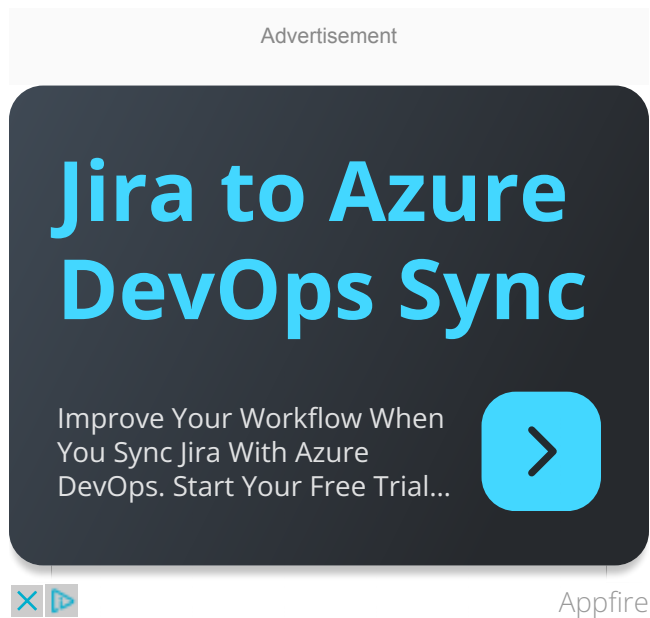 Advertisement
Jira to Azure
DevOps Sync
Improve Your Workflow When
You Sync Jira With Azure
DevOps. Start Your Free Trial...
Appfire